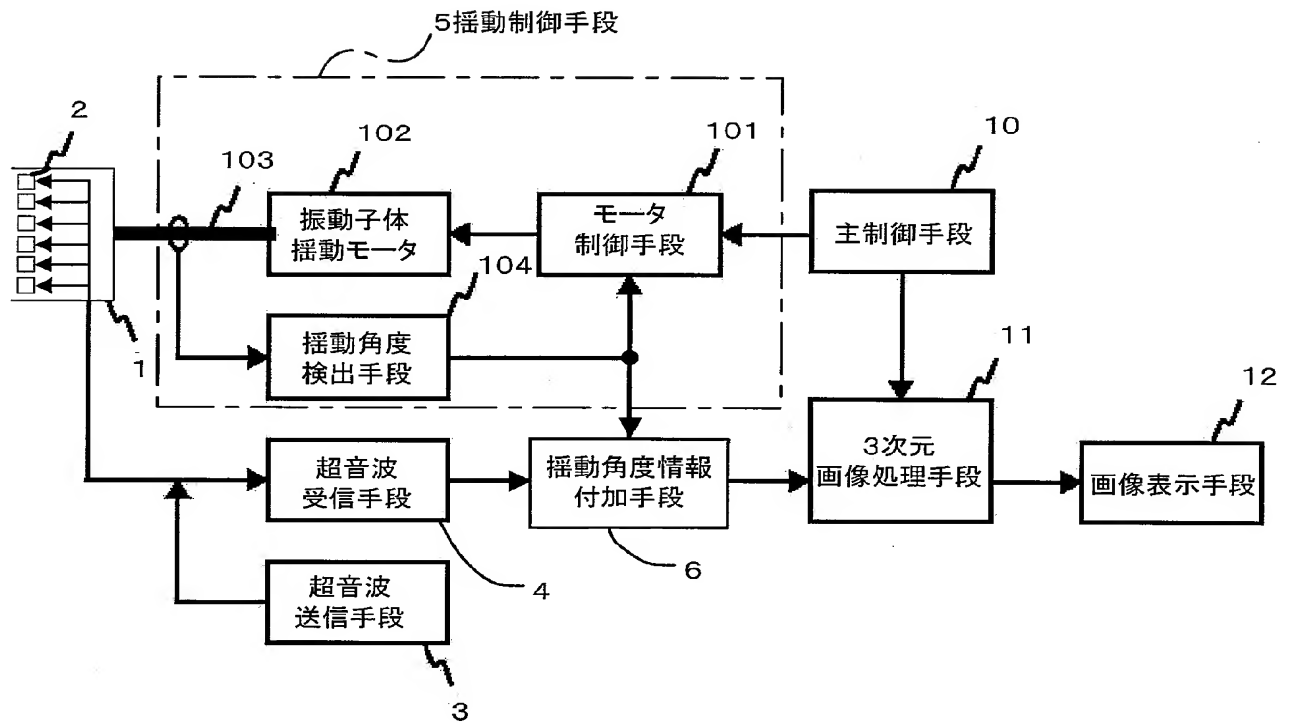 5揺動制御手段
2
103
102
101
10
振動子体
揺動モータ
モータ
制御手段
主制御手段
104
1
揺動角度
検出手段
11
12
超音波
受信手段
揺動角度情報
付加手段
3次元
画像処理手段
画像表示手段
4
6
超音波
送信手段
3